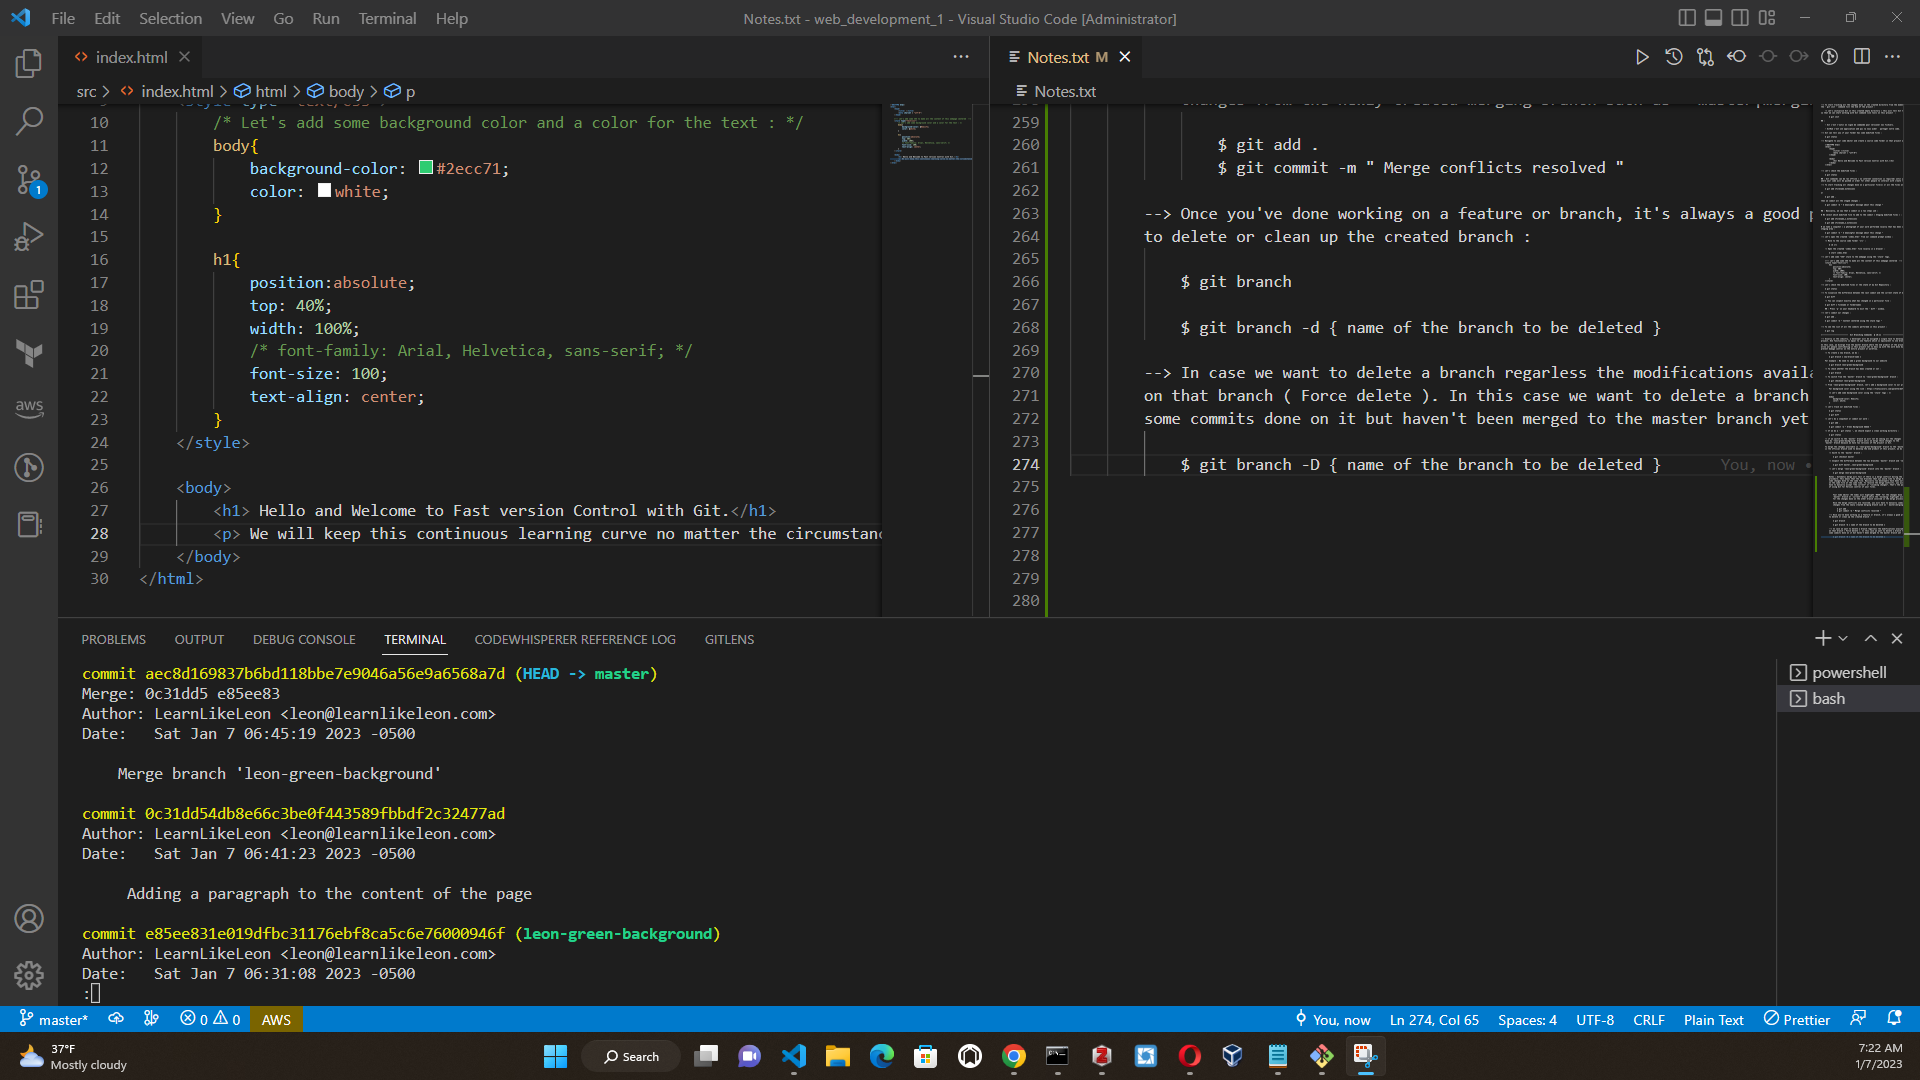 File Edit Selection View Go Run Terminal Help
Notes.txt - web_development_1 - Visual Studio Code [Administrator]
index.html
src > index.html > html > body > p
10 /* Let's add some background color and a color for the text : */
11 body{
12 background-color: #2ecc71;
13 color: white;
14 }
15
16 h1{
17 position:absolute;
18 top: 40%;
19 width: 100%;
20 /* font-family: Arial, Helvetica, sans-serif; */
21 font-size: 100;
22 text-align: center;
23 }
24 </style>
25
26 <body>
27 <h1> Hello and Welcome to Fast version Control with Git.</h1>
28 <p> We will keep this continuous learning curve no matter the
29 </body>
30 </html>
Notes.txt M
Notes.txt
259
260 $ git add .
261 $ git commit -m " Merge conflicts resolved "
262
263 --> Once you've done working on a feature or branch, it's always a good
264 to delete or clean up the created branch :
265
266 $ git branch
267
268 $ git branch -d { name of the branch to be deleted }
269
270 --> In case we want to delete a branch regarless the modifications
271 on that branch ( Force delete ). In this case we want to delete a branch
272 some commits done on it but haven't been merged to the master branch yet
273
274 $ git branch -D { name of the branch to be deleted } You, now •
275
276
277
278
279
280
PROBLEMS OUTPUT DEBUG CONSOLE TERMINAL CODEWHISPERER REFERENCE LOG GITLENS
commit aec8d169837b6bd118bbe7e9046a56e9a6568a7d (HEAD -> master)
Merge: 0c31dd5 e85ee83
Author: LearnLikeLeon <leon@learnlikeleon.com>
Date: Sat Jan 7 06:45:19 2023 -0500
Merge branch 'leon-green-background'
commit 0c31dd54db8e66c3be0f443589fbbdf2c32477ad
Author: LearnLikeLeon <leon@learnlikeleon.com>
Date: Sat Jan 7 06:41:23 2023 -0500
Adding a paragraph to the content of the page
commit e85ee831e019dfbc31176ebf8ca5c6e76000946f (leon-green-background)
Author: LearnLikeLeon <leon@learnlikeleon.com>
Date: Sat Jan 7 06:31:08 2023 -0500
:
powershell
bash
aws
1
master* 0 0 AWS
You, now Ln 274, Col 65 Spaces: 4 UTF-8 CRLF Plain Text Prettier
37°F
Mostly cloudy
Search
7:22 AM
1/7/2023